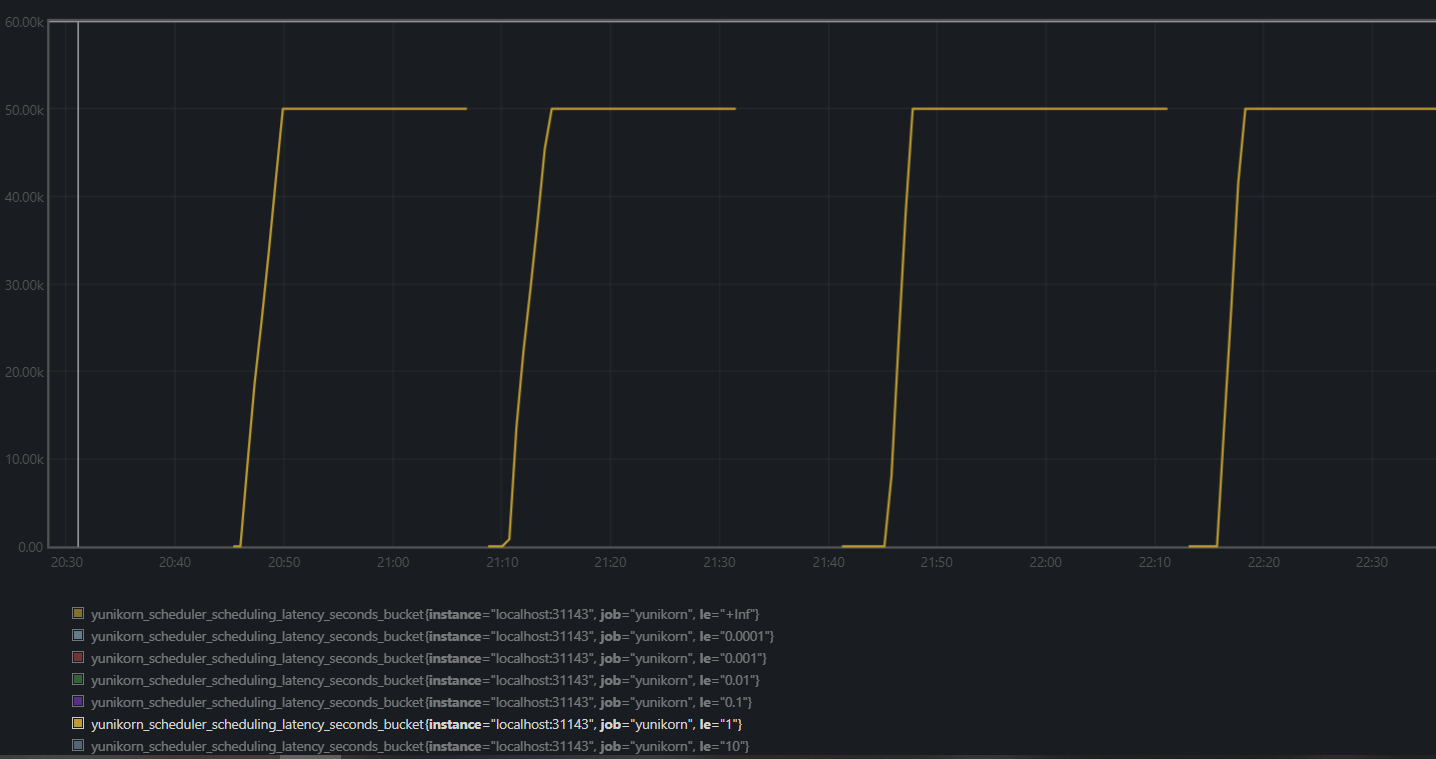 60.00k
50.00k
40.00k
30.00k
20.00k
10.00k
0.00
20:30 20:40 20:50 21:00 21:10 21:20 21:30 21:40 21:50 22:00 22:10 22:20 22:30
yunikorn_scheduler_scheduling_latency_seconds_bucket{instance="localhost:31143", job="yunikorn", le="+Inf"}
yunikorn_scheduler_scheduling_latency_seconds_bucket{instance="localhost:31143", job="yunikorn", le="0.0001"}
yunikorn_scheduler_scheduling_latency_seconds_bucket{instance="localhost:31143", job="yunikorn", le="0.001"}
yunikorn_scheduler_scheduling_latency_seconds_bucket{instance="localhost:31143", job="yunikorn", le="0.01"}
yunikorn_scheduler_scheduling_latency_seconds_bucket{instance="localhost:31143", job="yunikorn", le="0.1"}
yunikorn_scheduler_scheduling_latency_seconds_bucket{instance="localhost:31143", job="yunikorn", le="1"}
yunikorn_scheduler_scheduling_latency_seconds_bucket{instance="localhost:31143", job="yunikorn", le="10"}